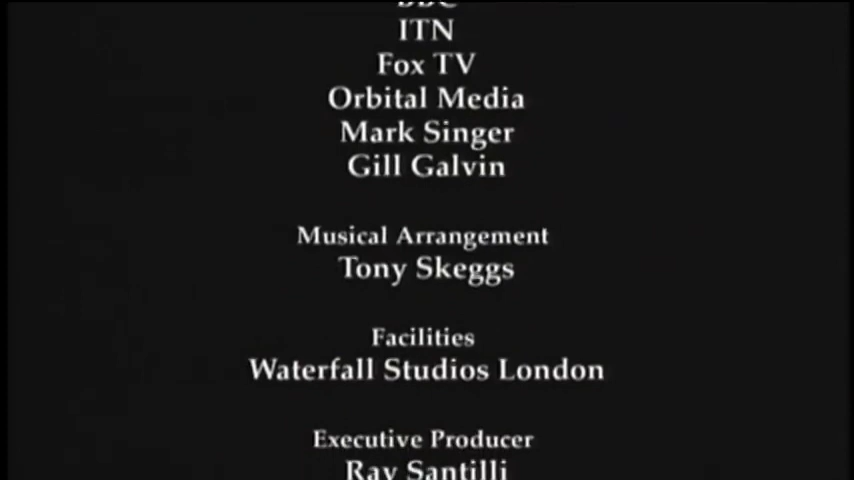 BBC
ITN
Fox TV
Orbital Media
Mark Singer
Gill Galvin
Musical Arrangement
Tony Skeggs
Facilities
Waterfall Studios London
Executive Producer
Ray Santilli